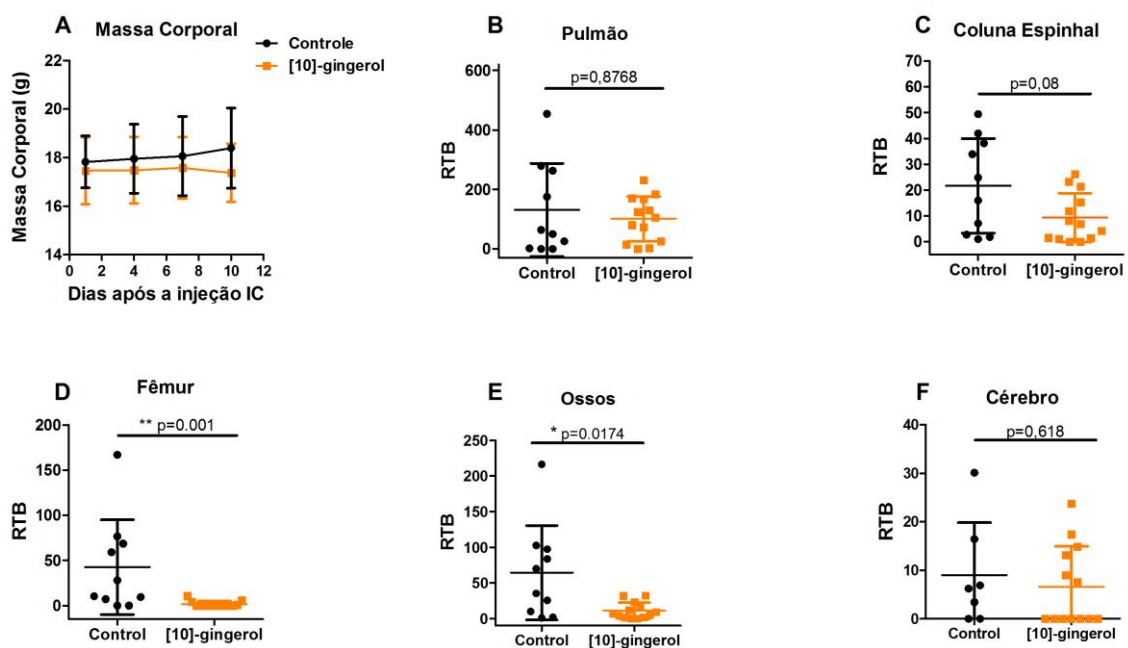 A
Massa Corporal
Controle
[10]-gingerol
22
20
18
16
14
Massa Corporal (g)
0 2 4 6 8 10 12
Dias após a injeção IC
B
Pulmão
p=0,8768
600
400
200
0
RTB
Control [10]-gingerol
C
Coluna Espinhal
p=0,08
70
60
50
40
30
20
10
0
RTB
Control [10]-gingerol
D
Fêmur
** p=0.001
200
150
100
50
0
RTB
Control [10]-gingerol
E
Ossos
* p=0.0174
250
200
150
100
50
0
RTB
Control [10]-gingerol
F
Cérebro
p=0,618
40
30
20
10
0
RTB
Control [10]-gingerol